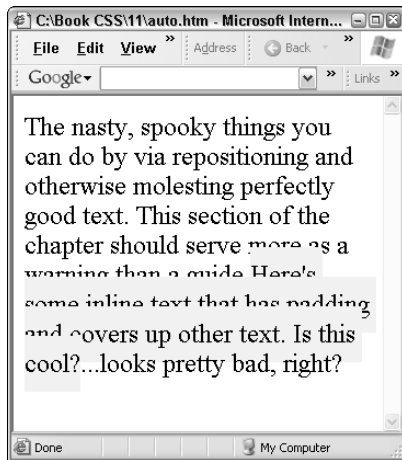 C:\Book CSS\11\auto.htm - Microsoft Intern...
File Edit View » Address Back »
Google » Links »
The nasty, spooky things you
can do by via repositioning and
otherwise molesting perfectly
good text. This section of the
chapter should serve more as a
warning than a guide Here's
some inline text that has padding
and covers up other text. Is this
cool?...looks pretty bad, right?
Done My Computer